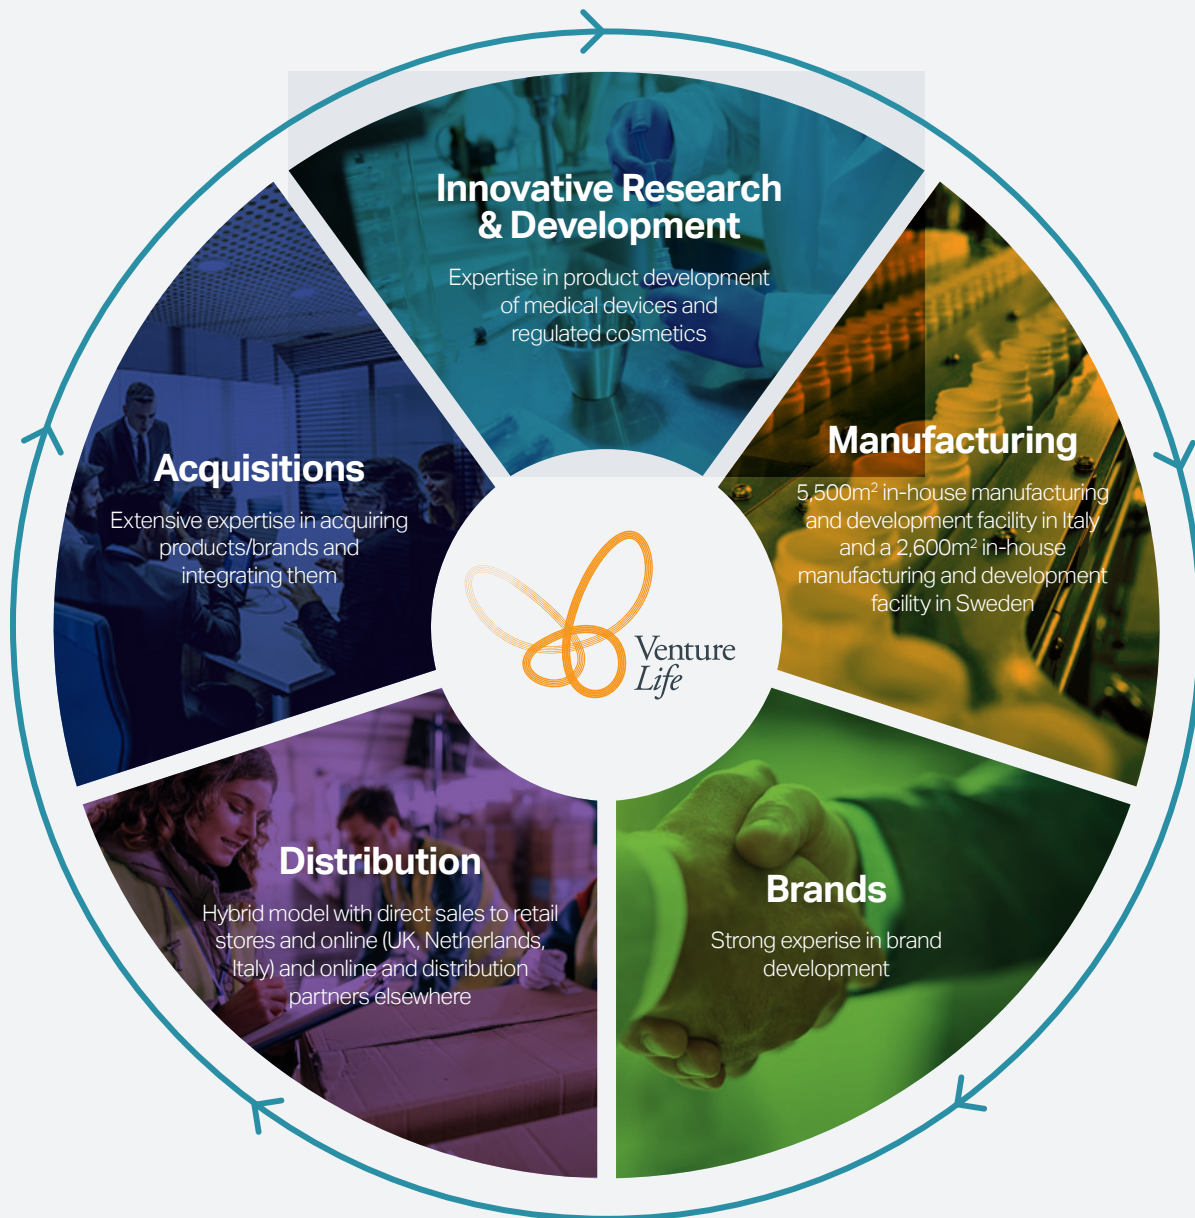 Innovative Research
& Development
Expertise in product development
of medical devices and
regulated cosmetics
Manufacturing
5,500m² in-house manufacturing
and development facility in Italy
and a 2,600m² in-house
manufacturing and development
facility in Sweden
Brands
Strong experise in brand
development
Distribution
Hybrid model with direct sales to retail
stores and online (UK, Netherlands,
Italy) and online and distribution
partners elsewhere
Acquisitions
Extensive expertise in acquiring
products/brands and
integrating them
Venture
Life